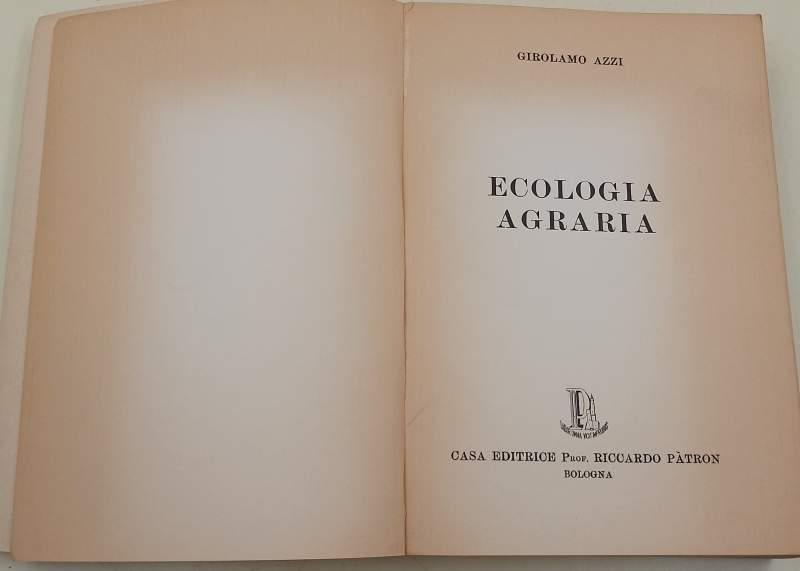 GIROLAMO AZZI
ECOLOGIA
AGRARIA
CASA EDITRICE PROF. RICCARDO PÀTRON
BOLOGNA